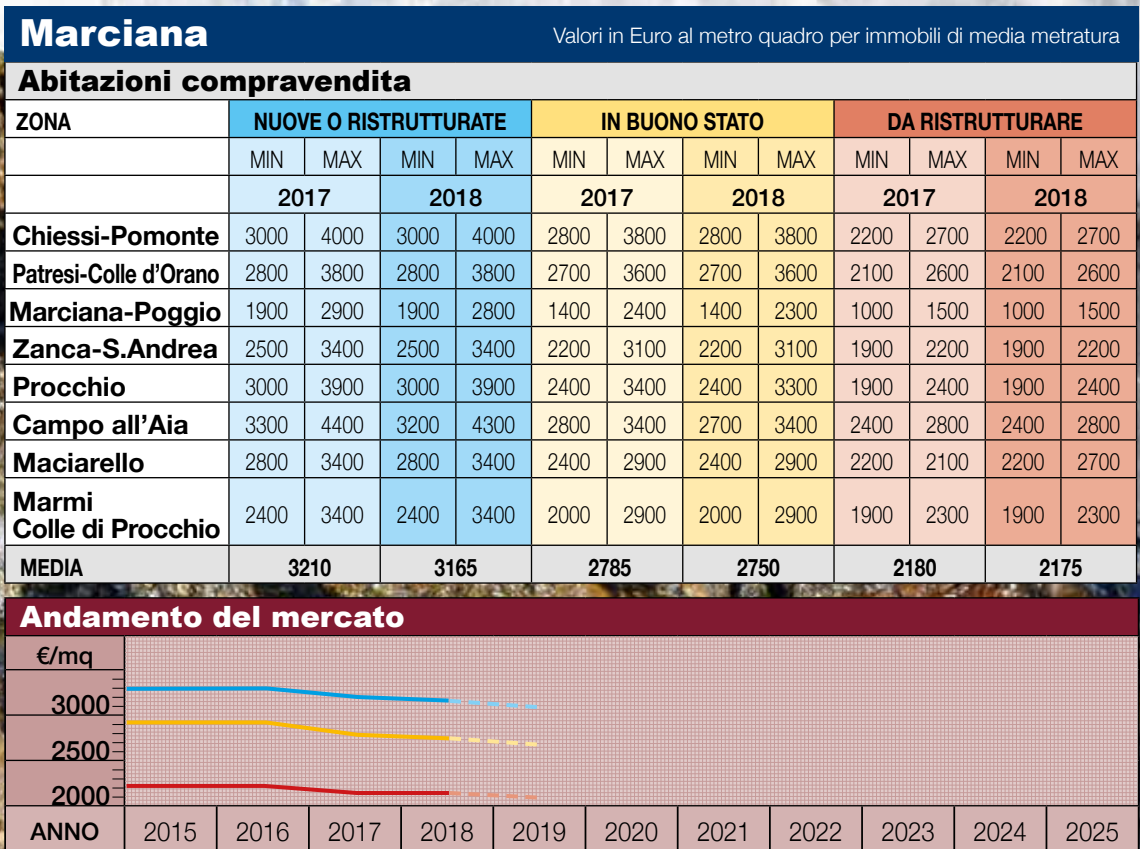 Marciana
Valori in Euro al metro quadro per immobili di media metratura
Abitazioni compravendita
ZONA NUOVE O RISTRUTTURATE IN BUONO STATO DA RISTRUTTURARE
MIN MAX MIN MAX MIN MAX MIN MAX MIN MAX MIN MAX
2017 2018 2017 2018 2017 2018
Chiessi-Pomonte 3000 4000 3000 4000 2800 3800 2800 3800 2200 2700 2200 2700
Patresi-Colle d'Orano 2800 3800 2800 3800 2700 3600 2700 3600 2100 2600 2100 2600
Marciana-Poggio 1900 2900 1900 2800 1400 2400 1400 2300 1000 1500 1000 1500
Zanca-S.Andrea 2500 3400 2500 3400 2200 3100 2200 3100 1900 2200 1900 2200
Procchio 3000 3900 3000 3900 2400 3400 2400 3300 1900 2400 1900 2400
Campo all'Aia 3300 4400 3200 4300 2800 3400 2700 3400 2400 2800 2400 2800
Maciarello 2800 3400 2800 3400 2400 2900 2400 2900 2200 2100 2200 2700
Marmi
Colle di Procchio 2400 3400 2400 3400 2000 2900 2000 2900 1900 2300 1900 2300
MEDIA 3210 3165 2785 2750 2180 2175
Andamento del mercato
€/mq
3000
2500
2000
ANNO 2015 2016 2017 2018 2019 2020 2021 2022 2023 2024 2025